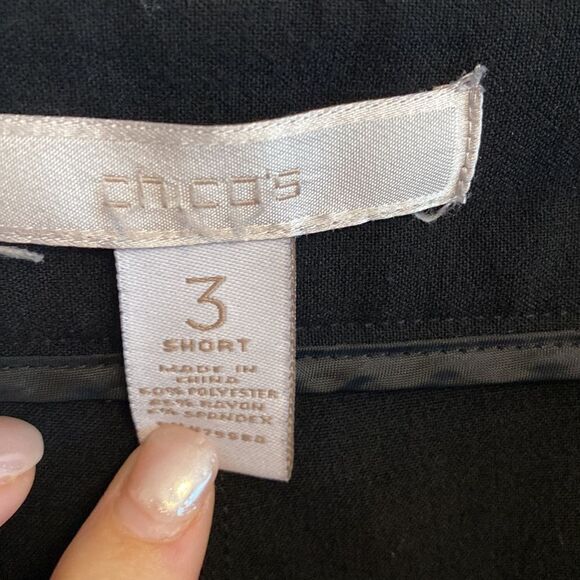 chico's
3
SHORT
MADE IN
CHINA
POLYESTER
RAYON
SPANDEX